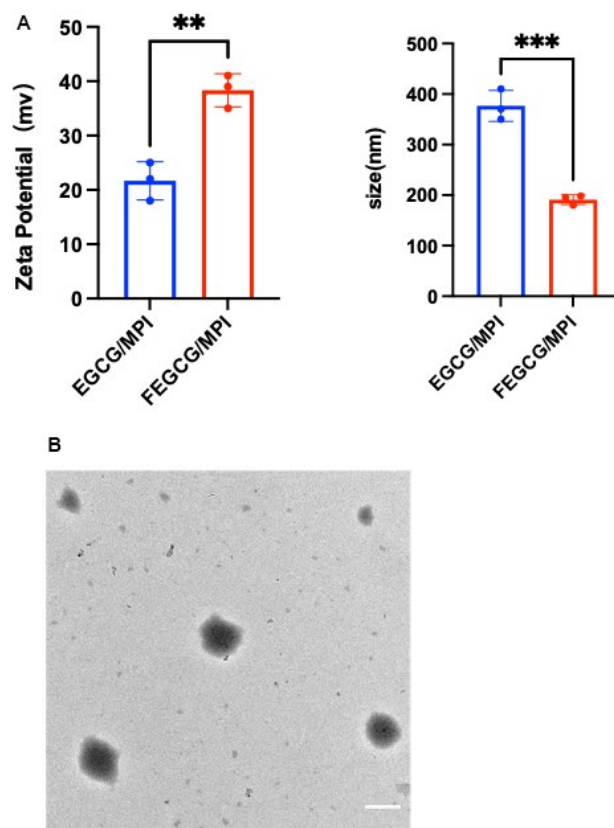 A
Zeta Potential (mv)
50
40
30
20
10
0
**
EGCG/MPI
FEGCG/MPI
size(nm)
500
400
300
200
100
0
***
EGCG/MPI
FEGCG/MPI
B